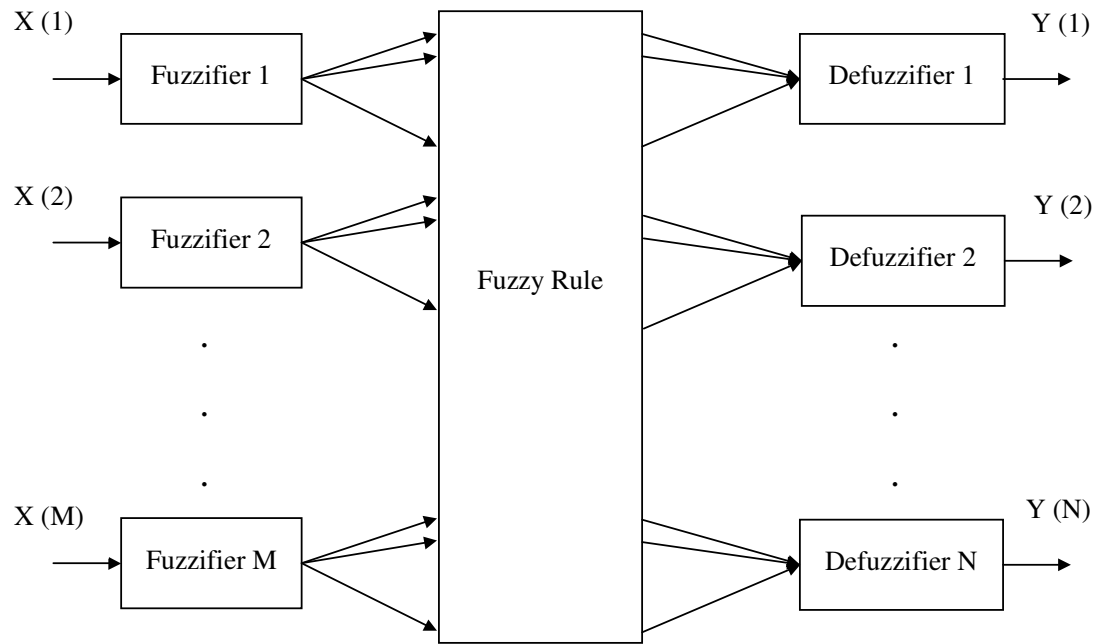 X (1)
Fuzzifier 1
Defuzzifier 1
Y (1)
X (2)
Fuzzifier 2
Fuzzy Rule
Defuzzifier 2
Y (2)
.
.
.
.
.
.
X (M)
Fuzzifier M
Defuzzifier N
Y (N)